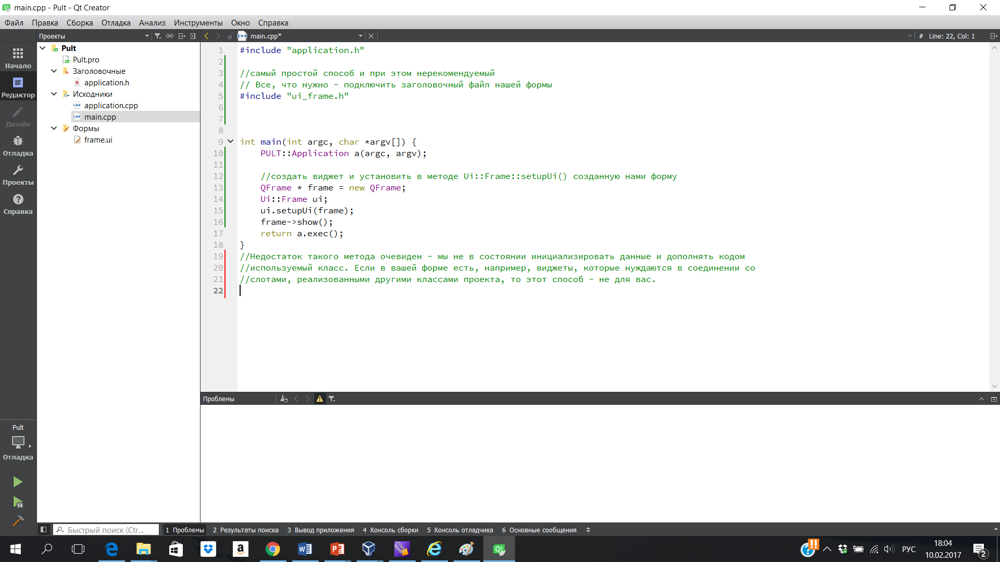 main.cpp - Pult - Qt Creator
Файл Правка Сборка Отладка Анализ Инструменты Окно Справка
Проекты
main.cpp*
# Line: 22, Col: 1
Начало
Редактор
Дизайн
Отладка
Проекты
Справка
Pult
Pult.pro
Заголовочные
application.h
Исходники
application.cpp
main.cpp
Формы
frame.ui
1 #include "application.h"
2
3 //самый простой способ и при этом нерекомендуемый
4 // Все, что нужно - подключить заголовочный файл нашей формы
5 #include "ui_frame.h"
6
7
8
9 int main(int argc, char *argv[]) {
10 PULT::Application a(argc, argv);
11
12 //создать виджет и установить в методе Ui::Frame::setupUi() созданную нами форму
13 QFrame * frame = new QFrame;
14 Ui::Frame ui;
15 ui.setupUi(frame);
16 frame->show();
17 return a.exec();
18 }
19 //Недостаток такого метода очевиден - мы не в состоянии инициализировать данные и дополнять кодом
20 //используемый класс. Если в вашей форме есть, например, виджеты, которые нуждаются в соединении со
21 //слотами, реализованными другими классами проекта, то этот способ - не для вас.
22
Проблемы
Pult
Отладка
Быстрый поиск (Ctr...
1 Проблемы 2 Результаты поиска 3 Вывод приложения 4 Консоль сборки 5 Консоль отладчика 6 Основные сообщения
РУС
18:04
10.02.2017
2